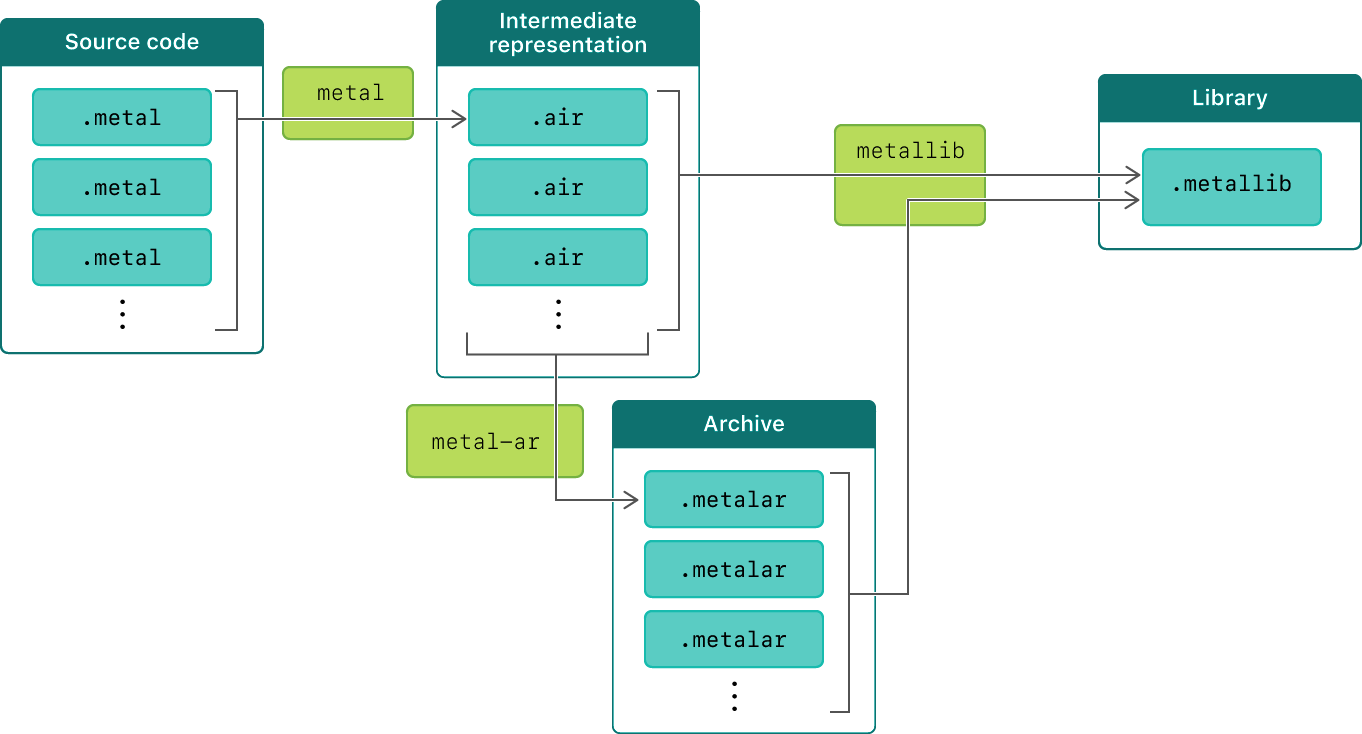 Source code
.metal
.metal
.metal
metal
Intermediate
representation
.air
.air
.air
metallib
Library
.metallib
metal-ar
Archive
.metalar
.metalar
.metalar